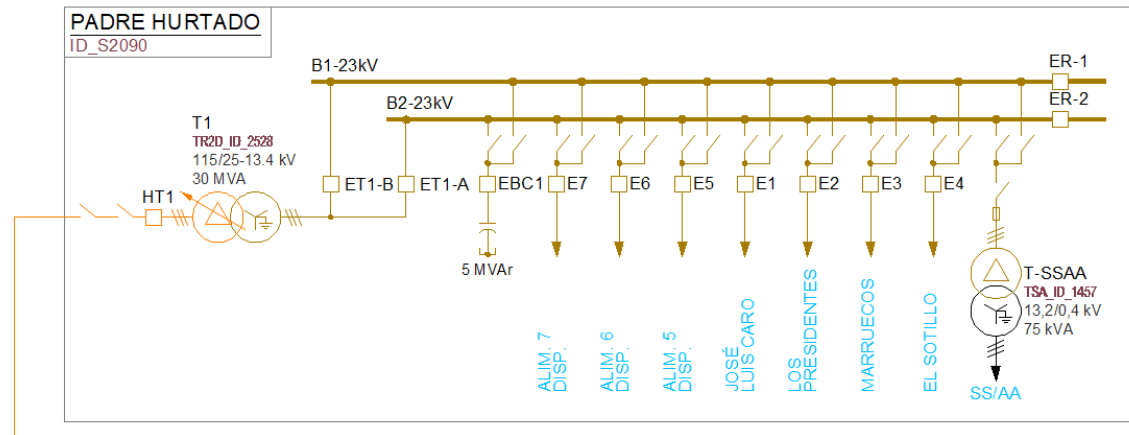 PADRE HURTADO
ID_S2090
B1-23kV
ER-1
B2-23kV
ER-2
T1
TR2D_ID_2528
115/25-13.4 kV
30 MVA
HT1
ET1-B
ET1-A
EBC1
E7
E6
E5
E1
E2
E3
E4
5 MVAr
ALIM. 7
DISP.
ALIM. 6
DISP.
ALIM. 5
DISP.
JOSÉ
LUIS CARO
LOS
PRESIDENTES
MARRUECOS
EL SOTILLO
T-SSAA
TSA_ID_1457
13,2/0,4 kV
75 kVA
SS/AA